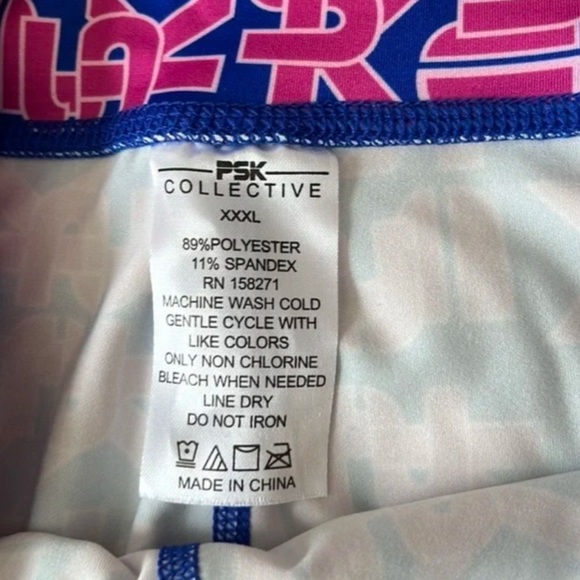 PSK
COLLECTIVE
XXXL
89%POLYESTER
11% SPANDEX
RN 158271
MACHINE WASH COLD
GENTLE CYCLE WITH
LIKE COLORS
ONLY NON CHLORINE
BLEACH WHEN NEEDED
LINE DRY
DO NOT IRON
MADE IN CHINA